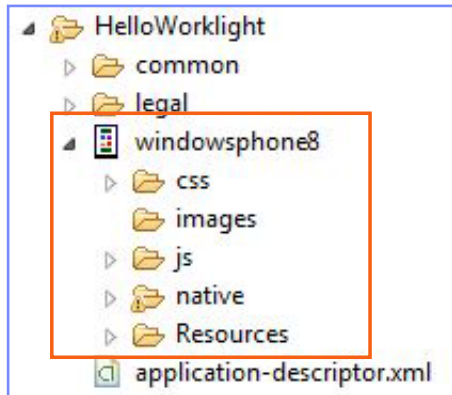 HelloWorklight
common
legal
windowsphone8
css
images
js
native
Resources
application-descriptor.xml